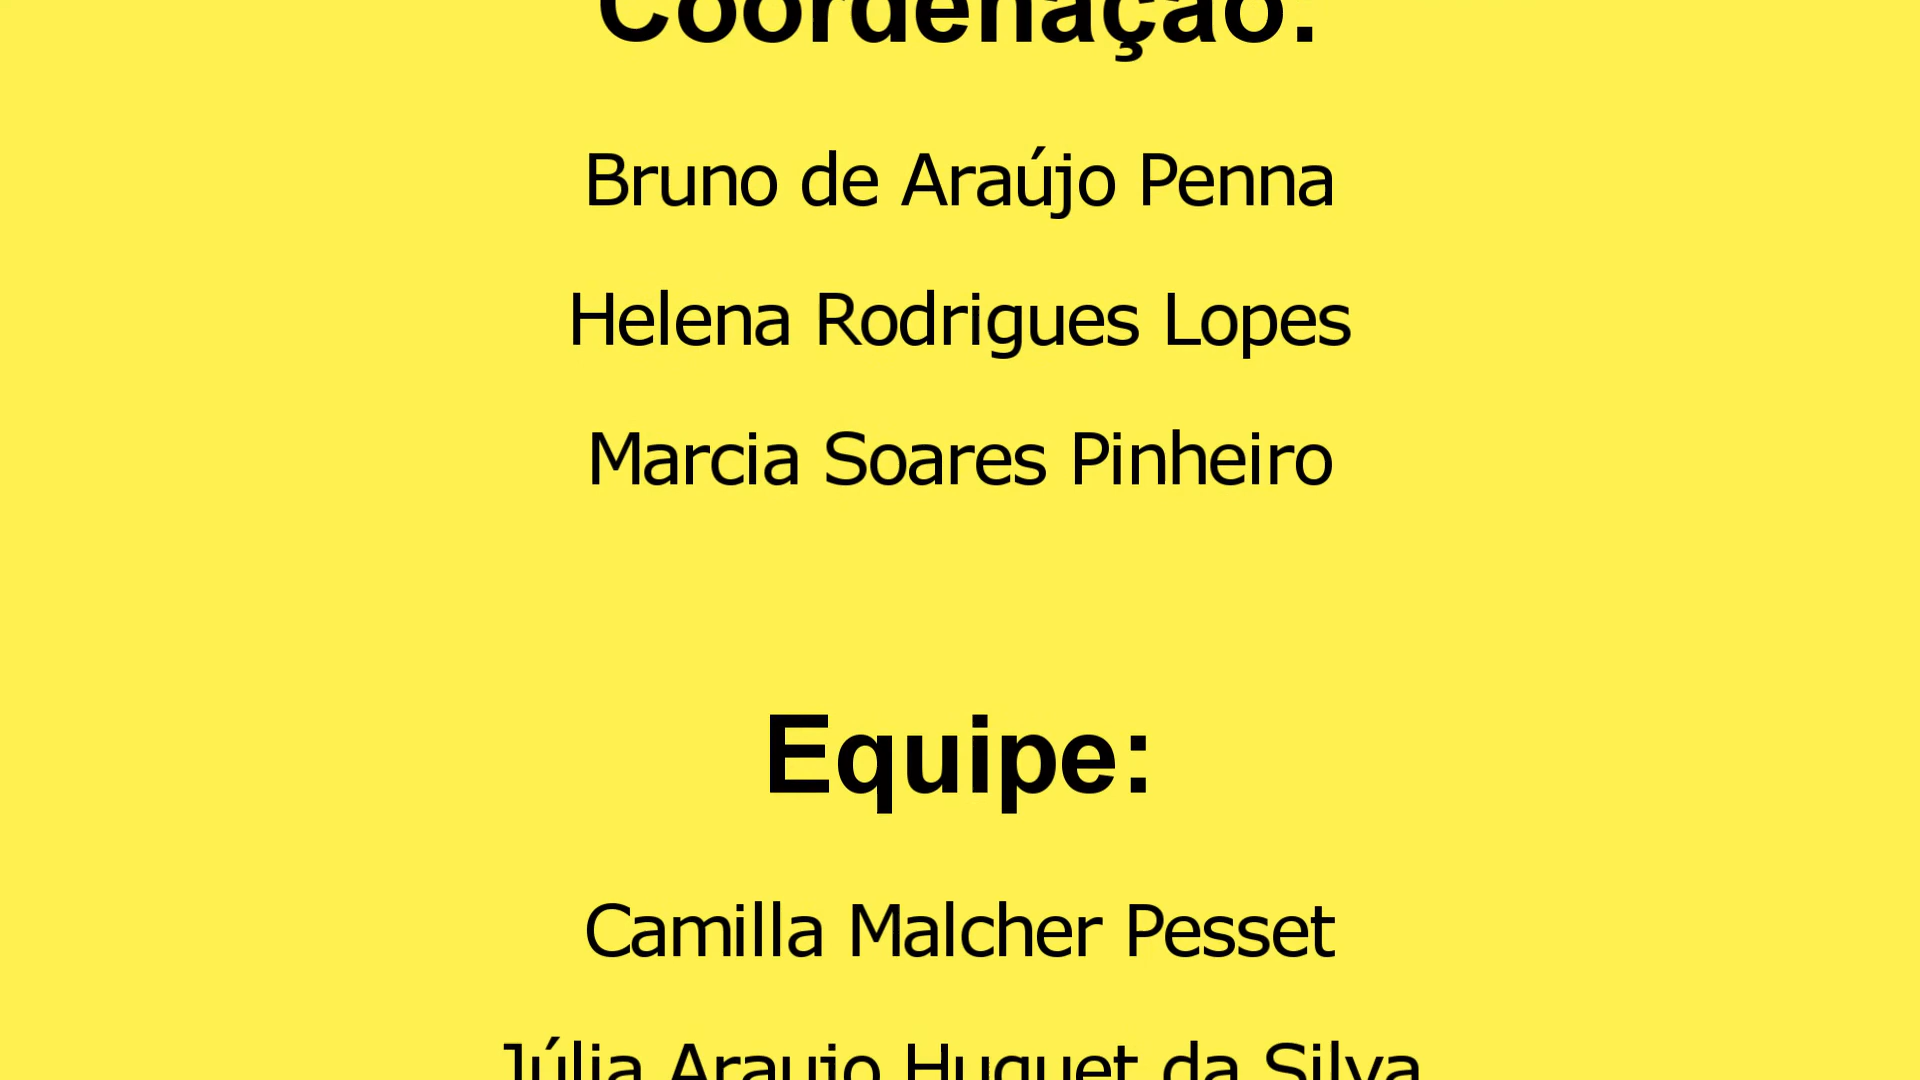 Coordenação:
Bruno de Araújo Penna
Helena Rodrigues Lopes
Marcia Soares Pinheiro
Equipe:
Camilla Malcher Pesset
Júlia Araujo Huguet da Silva